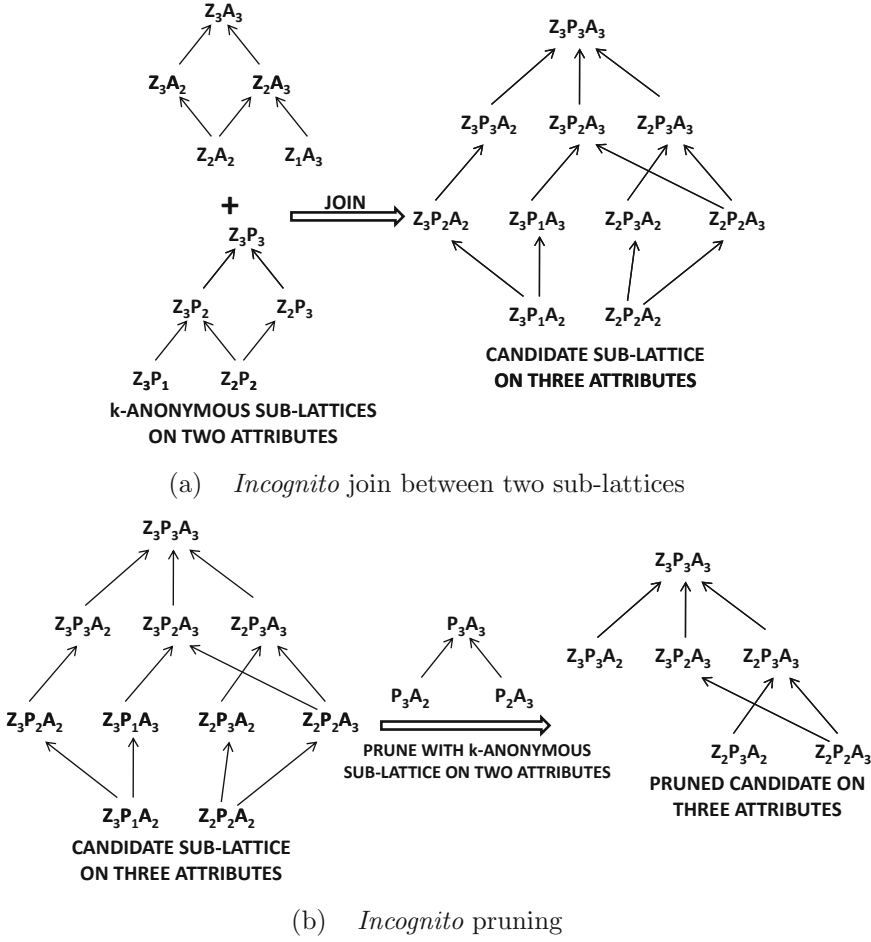 Z₃A₃
Z₃A₂ Z₂A₃
Z₂A₂ Z₁A₃
+
Z₃P₃
Z₃P₂ Z₂P₃
Z₃P₁ Z₂P₂
k-ANONYMOUS SUB-LATTICES
ON TWO ATTRIBUTES
JOIN
Z₃P₃A₃
Z₃P₃A₂ Z₃P₂A₃ Z₂P₃A₃
Z₃P₂A₂ Z₃P₁A₃ Z₂P₃A₂ Z₂P₂A₃
Z₃P₁A₂ Z₂P₂A₂
CANDIDATE SUB-LATTICE
ON THREE ATTRIBUTES
(a) Incognito join between two sub-lattices
Z₃P₃A₃
Z₃P₃A₂ Z₃P₂A₃ Z₂P₃A₃
Z₃P₂A₂ Z₃P₁A₃ Z₂P₃A₂ Z₂P₂A₃
Z₃P₁A₂ Z₂P₂A₂
CANDIDATE SUB-LATTICE
ON THREE ATTRIBUTES
P₃A₃
P₃A₂ P₂A₃
PRUNE WITH k-ANONYMOUS
SUB-LATTICE ON TWO ATTRIBUTES
Z₃P₃A₃
Z₃P₃A₂ Z₃P₂A₃ Z₂P₃A₃
Z₂P₃A₂ Z₂P₂A₃
PRUNED CANDIDATE ON
THREE ATTRIBUTES
(b) Incognito pruning